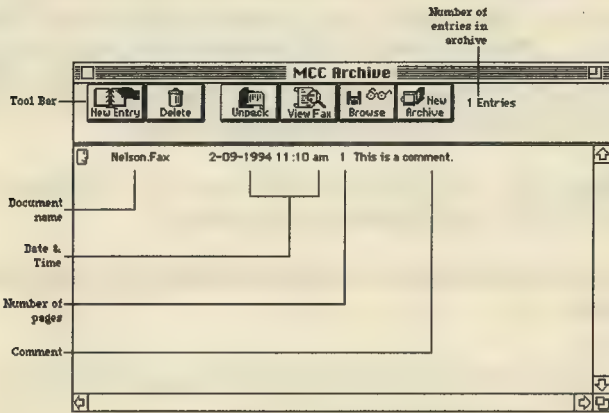 Number of
entries in
archive
MCC Archive
Tool Bar
New Entry
Delete
Unpack
View Fax
Browse
New
Archive
1 Entries
Nelson.Fax 2-09-1994 11:10 am 1 This is a comment.
Document
name
Date &
Time
Number of
pages
Comment